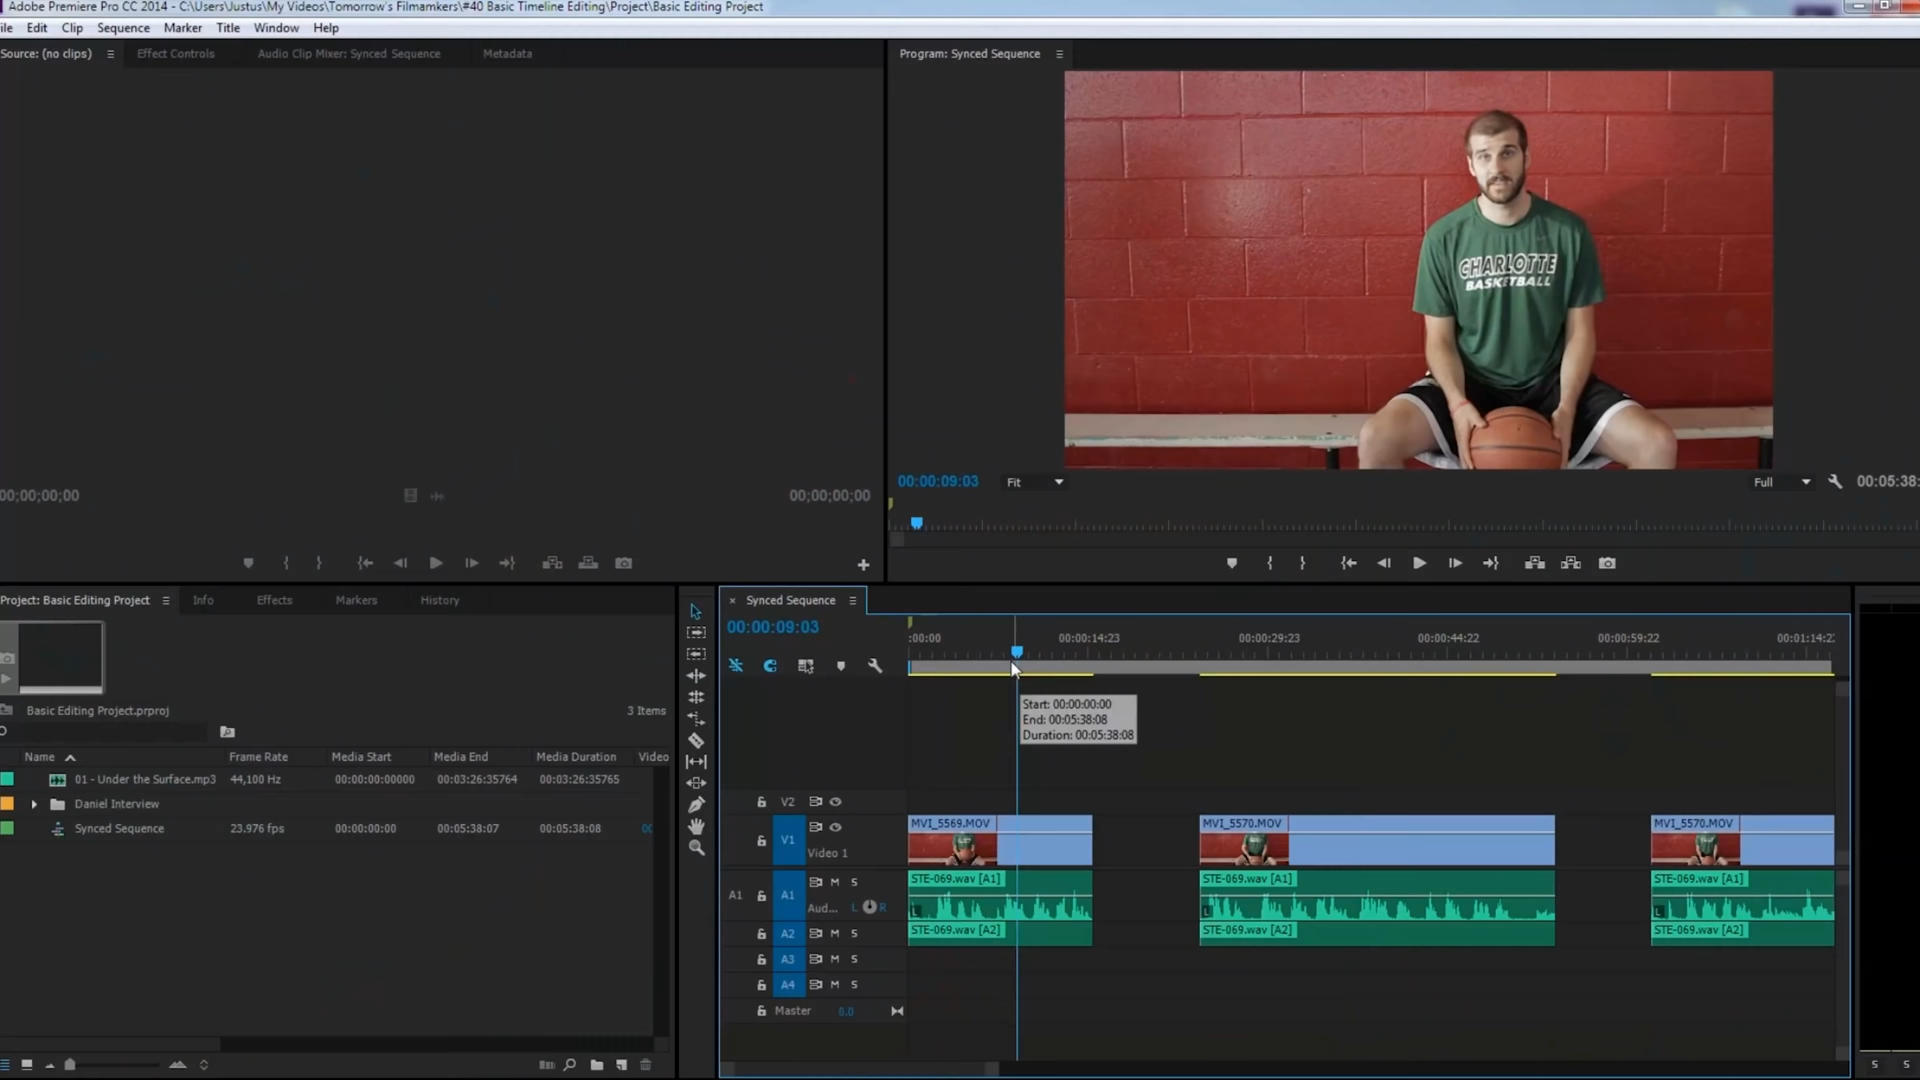 Adobe Premiere Pro CC 2014 - C:\Users\Justus\My Videos\Tomorrow's Filmamkers\#40 Basic Timeline Editing\Project\Basic Editing Project
ile Edit Clip Sequence Marker Title Window Help
Source: (no clips) Effect Controls Audio Clip Mixer: Synced Sequence Metadata
Program: Synced Sequence
CHARLOTTE
BASKETBALL
00;00;00;00 00;00;00;00
00:00:09:03 Fit Full 00:05:38:
Project: Basic Editing Project Info Effects Markers History
Basic Editing Project.prproj 3 Items
Name Frame Rate Media Start Media End Media Duration Video
01 - Under the Surface.mp3 44,100 Hz 00:00:00:00000 00:03:26:35764 00:03:26:35765
Daniel Interview
Synced Sequence 23.976 fps 00:00:00:00 00:05:38:07 00:05:38:08 00
× Synced Sequence
00:00:09:03
:00:00 00:00:14:23 00:00:29:23 00:00:44:22 00:00:59:22 00:01:14:2
Start: 00:00:00:00
End: 00:05:38:08
Duration: 00:05:38:08
V2
V1
Video 1
MVI_5569.MOV MVI_5570.MOV MVI_5570.MOV
A1 A1 M S
Aud... L R
STE-069.wav [A1] STE-069.wav [A1] STE-069.wav [A1]
L L L
A2 M S
STE-069.wav [A2] STE-069.wav [A2] STE-069.wav [A2]
A3 M S
A4 M S
Master 0.0
S S